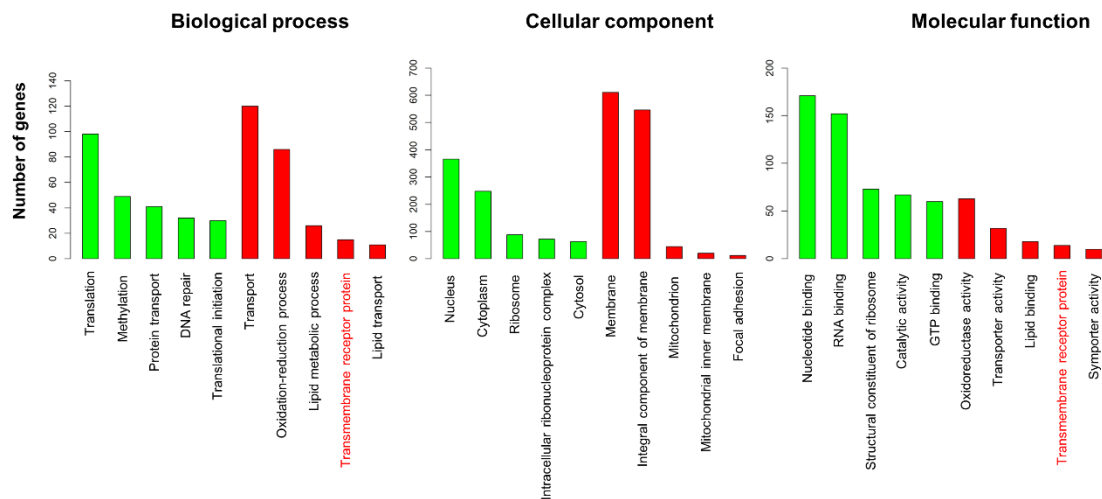 Biological process
Cellular component
Molecular function
Number of genes
140
120
100
80
60
40
20
0
Translation
Methylation
Protein transport
DNA repair
Translational initiation
Transport
Oxidation-reduction process
Lipid metabolic process
Transmembrane receptor protein
Lipid transport
700
600
500
400
300
200
100
0
Nucleus
Cytoplasm
Ribosome
Intracellular ribonucleoprotein complex
Cytosol
Membrane
Integral component of membrane
Mitochondrion
Mitochondrial inner membrane
Focal adhesion
200
150
100
50
0
Nucleotide binding
RNA binding
Structural constituent of ribosome
Catalytic activity
GTP binding
Oxidoreductase activity
Transporter activity
Lipid binding
Transmembrane receptor protein
Symporter activity